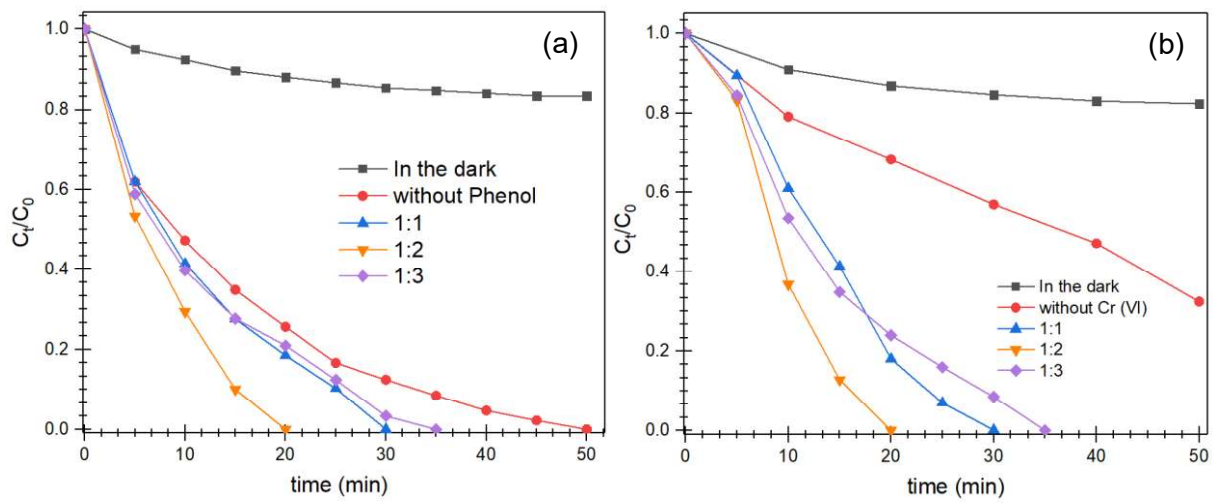 (a)
1.0
0.8
0.6
0.4
0.2
0.0
Ct/C0
In the dark
without Phenol
1:1
1:2
1:3
0 10 20 30 40 50
time (min)
(b)
1.0
0.8
0.6
0.4
0.2
0.0
Ct/C0
In the dark
without Cr (VI)
1:1
1:2
1:3
0 10 20 30 40 50
time (min)